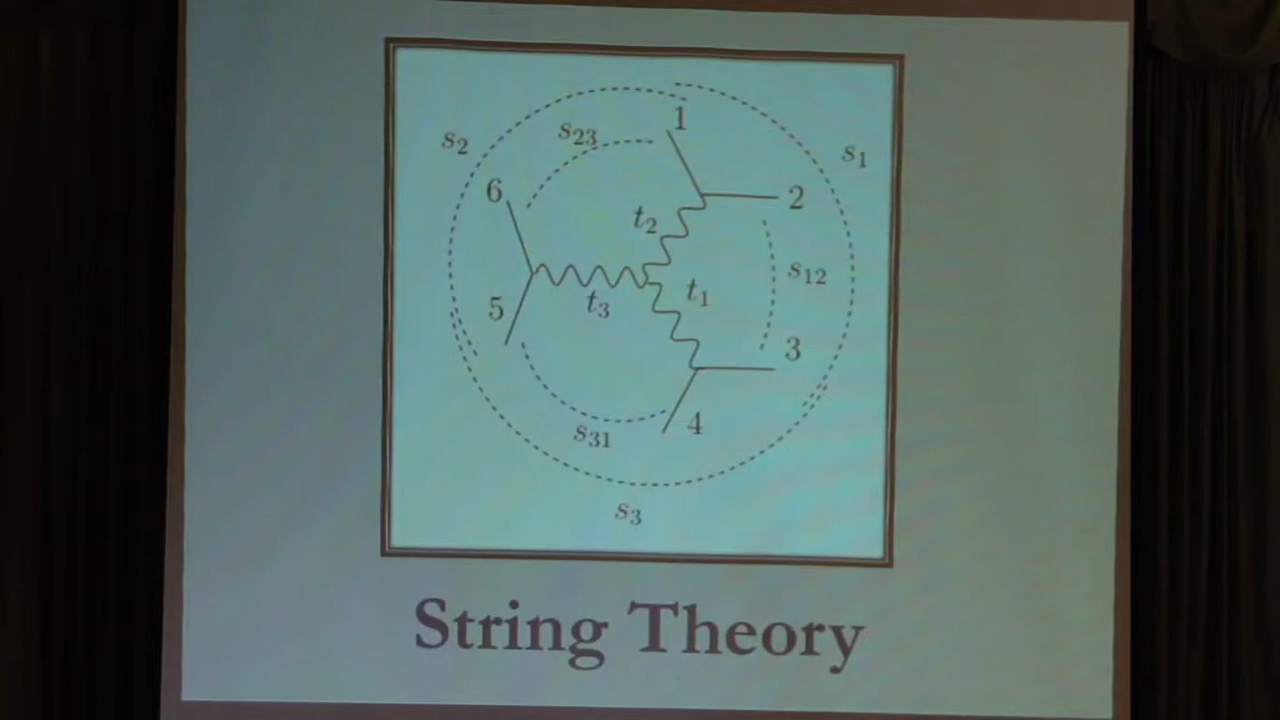 1
s₂₃
s₂
s₁
6
2
t₂
s₁₂
t₁
5
t₃
3
4
s₃₁
s₃
String Theory